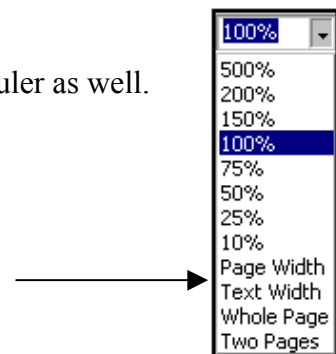 100%
uler as well.
500%
200%
150%
100%
75%
50%
25%
10%
Page Width
Text Width
Whole Page
Two Pages